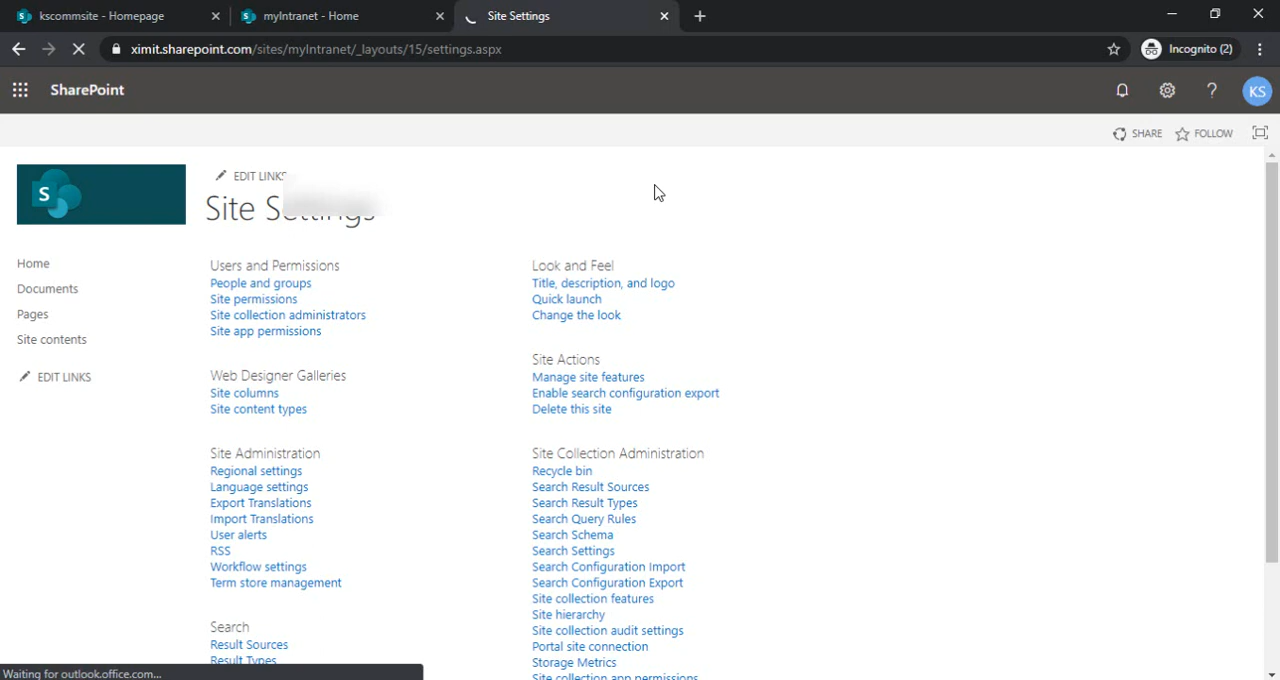 kscommsite - Homepage
myIntranet - Home
Site Settings
ximit.sharepoint.com/sites/myIntranet/_layouts/15/settings.aspx
Incognito (2)
SharePoint
?
KS
SHARE
FOLLOW
S
EDIT LINKS
Site Settings
Home
Documents
Pages
Site contents
EDIT LINKS
Users and Permissions
People and groups
Site permissions
Site collection administrators
Site app permissions
Web Designer Galleries
Site columns
Site content types
Site Administration
Regional settings
Language settings
Export Translations
Import Translations
User alerts
RSS
Workflow settings
Term store management
Search
Result Sources
Result Types
Look and Feel
Title, description, and logo
Quick launch
Change the look
Site Actions
Manage site features
Enable search configuration export
Delete this site
Site Collection Administration
Recycle bin
Search Result Sources
Search Result Types
Search Query Rules
Search Schema
Search Settings
Search Configuration Import
Search Configuration Export
Site collection features
Site hierarchy
Site collection audit settings
Portal site connection
Storage Metrics
Site collection app permissions
Waiting for outlook.office.com...